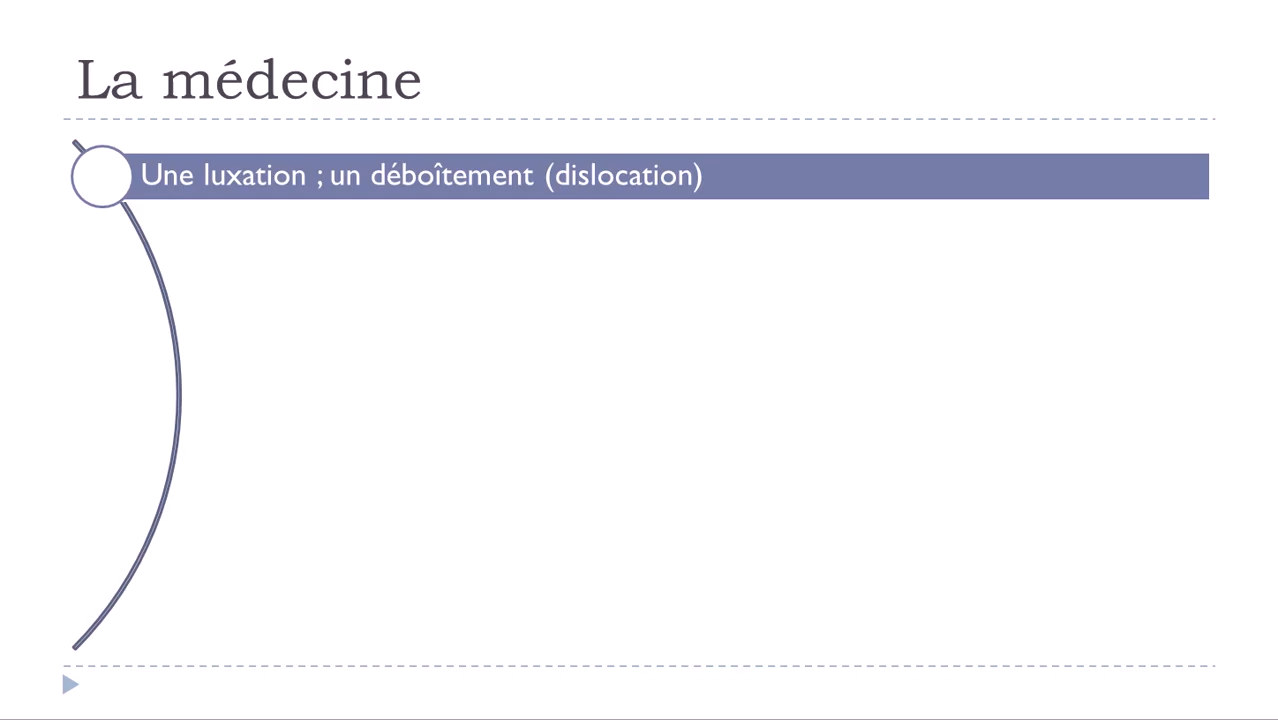 La médecine
Une luxation ; un déboîtement (dislocation)